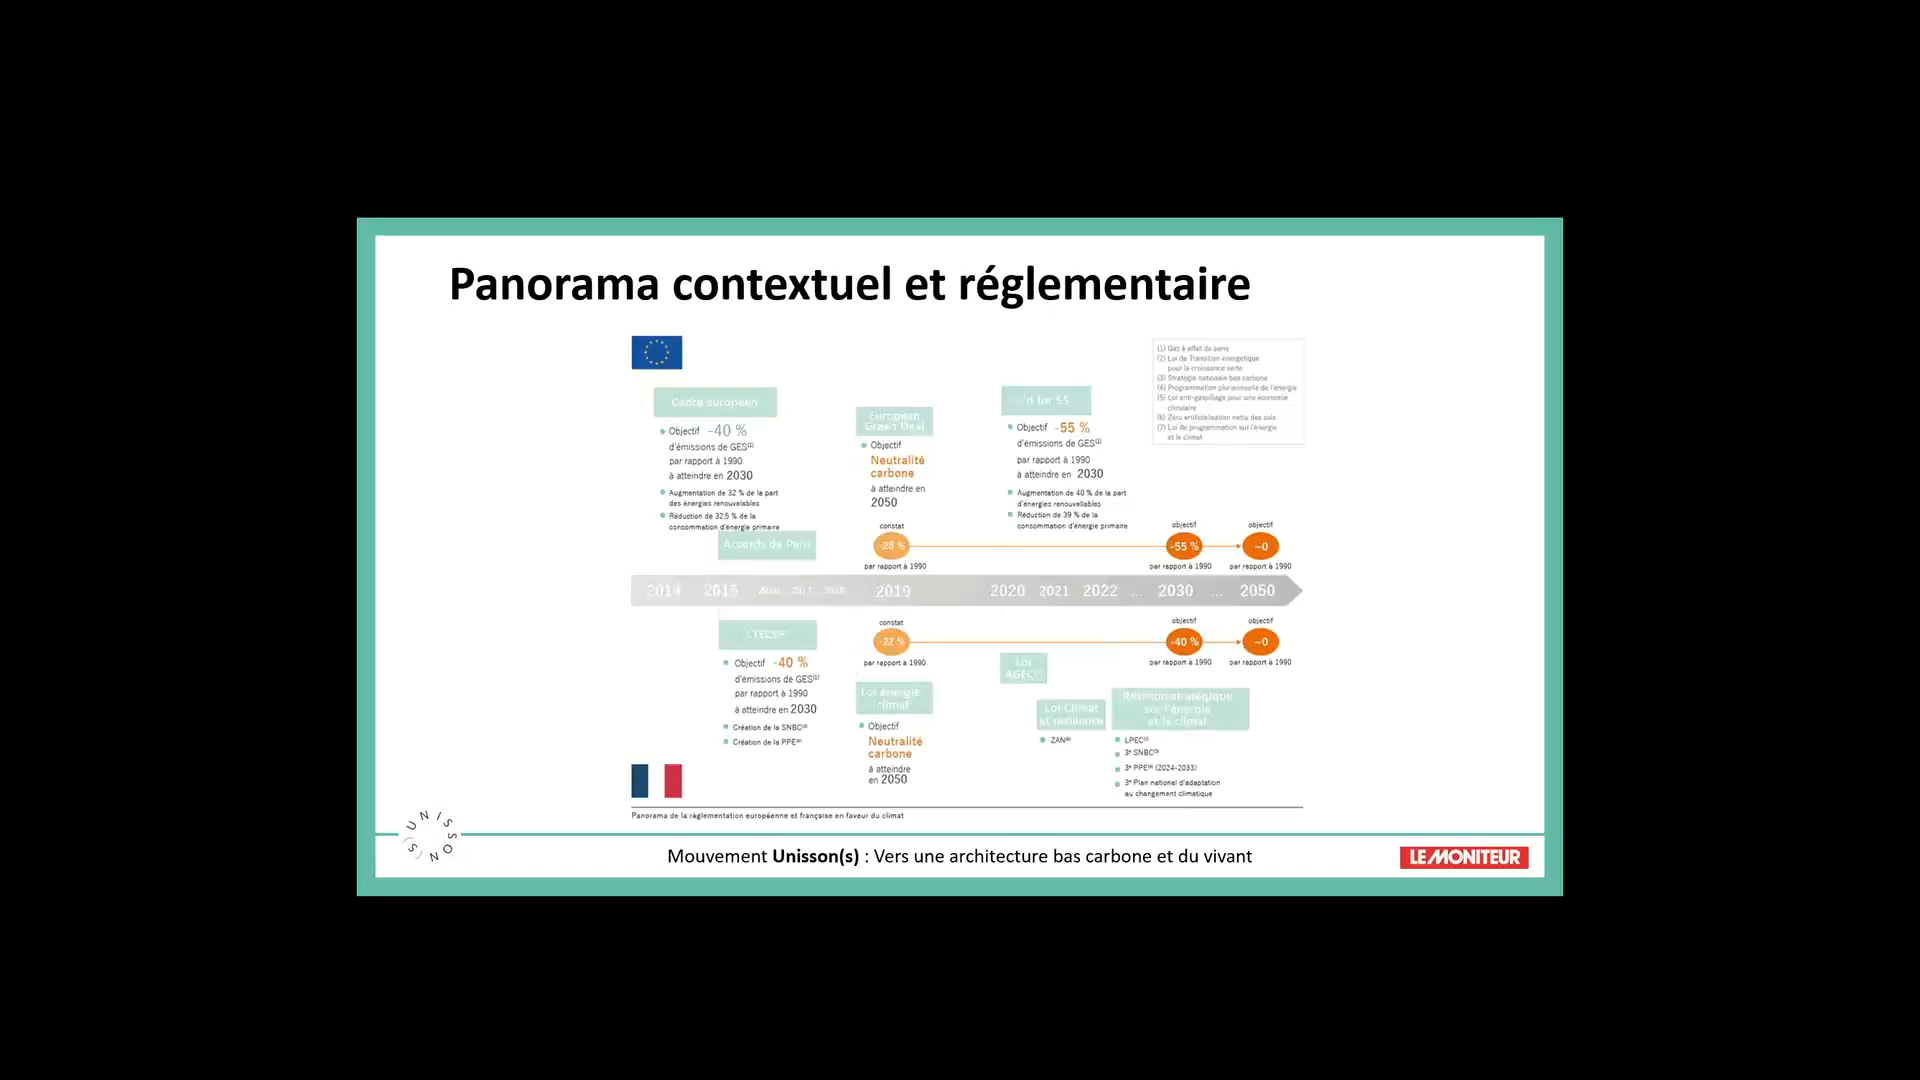 Panorama contextuel et réglementaire
(1) Gaz à effet de serre
(2) Loi de Transition énergétique
pour la croissance verte
(3) Stratégie nationale bas carbone
(4) Programmation pluriannuelle de l'énergie
(5) Loi anti-gaspillage pour une économie
circulaire
(6) Zéro artificialisation nette des sols
(7) Loi de programmation sur l'énergie
et le climat
Cadre européen
Objectif -40 %
d'émissions de GES(1)
par rapport à 1990
à atteindre en 2030
Augmentation de 32 % de la part
des énergies renouvelables
Réduction de 32,5 % de la
consommation d'énergie primaire
European
Green Deal
Objectif
Neutralité
carbone
à atteindre en
2050
Fit for 55
Objectif -55 %
d'émissions de GES(1)
par rapport à 1990
à atteindre en 2030
Augmentation de 40 % de la part
d'énergies renouvellables
Réduction de 39 % de la
consommation d'énergie primaire
Accords de Paris
constat
-28 %
par rapport à 1990
objectif
-55 %
par rapport à 1990
objectif
~0
par rapport à 1990
2014 2015 2016 2017 2018 2019 2020 2021 2022 ... 2030 ... 2050
constat
-22 %
par rapport à 1990
objectif
-40 %
par rapport à 1990
objectif
~0
par rapport à 1990
Objectif -40 %
d'émissions de GES(1)
par rapport à 1990
à atteindre en 2030
Création de la SNBC(3)
Création de la PPE(4)
Loi énergie
climat
Objectif
Neutralité
carbone
à atteindre
en 2050
Loi
AGEC(5)
Loi Climat
et résilience
ZAN(6)
Révision stratégique
sur l'énergie
et le climat
LPEC(7)
3e SNBC(3)
3e PPE(4) (2024-2033)
3e Plan national d'adaptation
au changement climatique
Panorama de la règlementation européenne et française en faveur du climat
UNISSON(S)
Mouvement Unisson(s) : Vers une architecture bas carbone et du vivant
LE MONITEUR